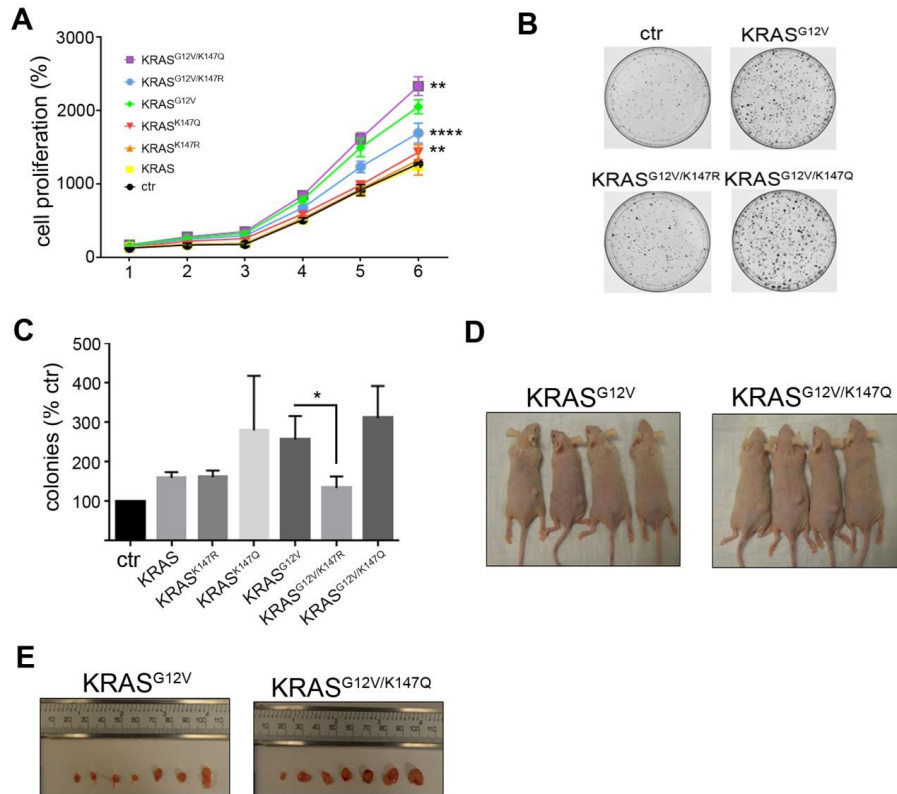 A
3000
2000
1000
0
cell proliferation (%)
KRASG12V/K147Q
KRASG12V/K147R
KRASG12V
KRASK147Q
KRASK147R
KRAS
ctr
**
****
**
1 2 3 4 5 6
B
ctr KRASG12V
KRASG12V/K147R KRASG12V/K147Q
C
500
400
300
200
100
colonies (% ctr)
*
ctr
KRAS
KRASK147R
KRASK147Q
KRASG12V
KRASG12V/K147R
KRASG12V/K147Q
D
KRASG12V KRASG12V/K147Q
E
KRASG12V KRASG12V/K147Q